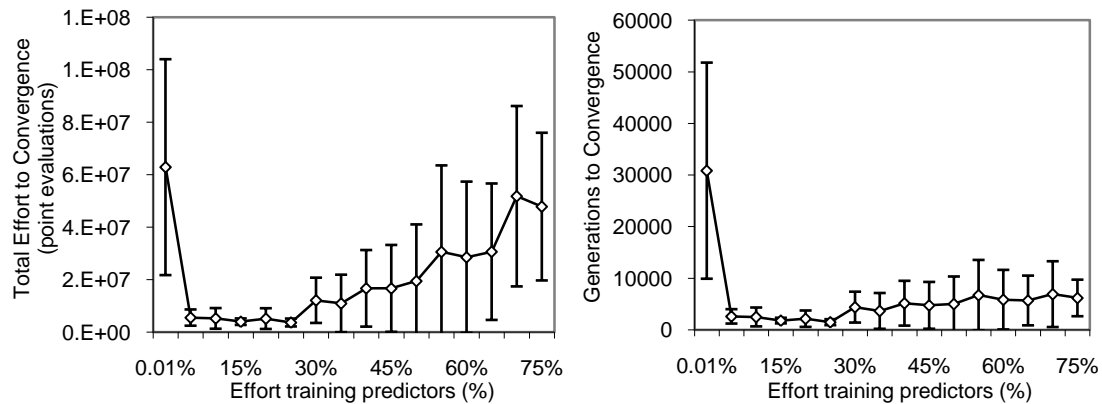 Total Effort to Convergence
(point evaluations)
1.E+08
1.E+08
8.E+07
6.E+07
4.E+07
2.E+07
0.E+00
0.01% 15% 30% 45% 60% 75%
Effort training predictors (%)
Generations to Convergence
60000
50000
40000
30000
20000
10000
0
0.01% 15% 30% 45% 60% 75%
Effort training predictors (%)